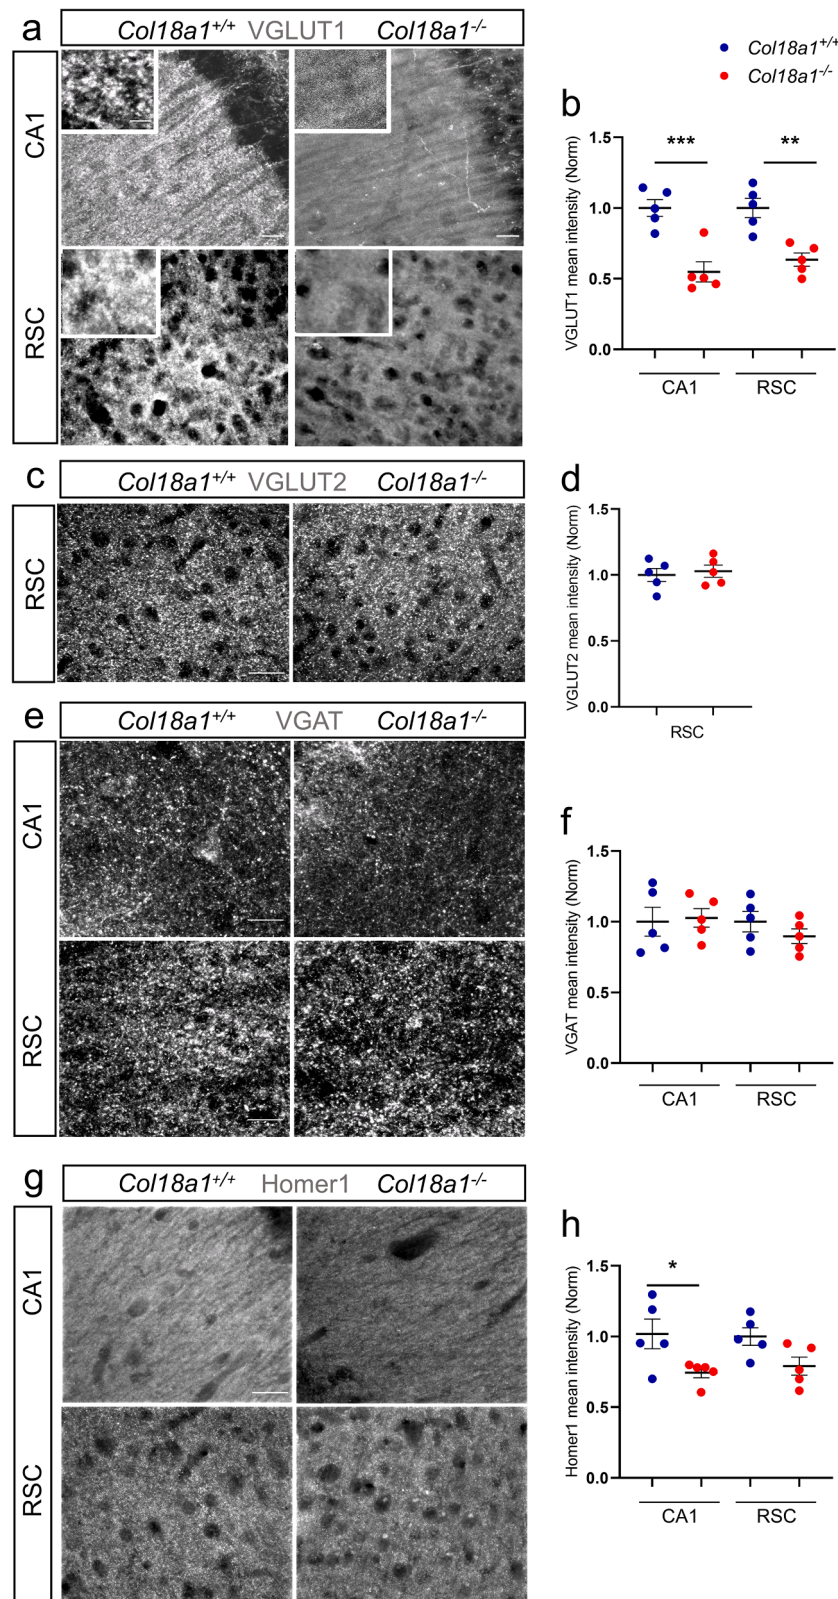 a
Col18a1+/+ VGLUT1 Col18a1-/-
CA1
RSC
Col18a1+/+
Col18a1-/-
b
VGLUT1 mean intensity (Norm)
1.5
1.0
0.5
0.0
***
**
CA1 RSC
c
Col18a1+/+ VGLUT2 Col18a1-/-
RSC
d
VGLUT2 mean intensity (Norm)
1.5
1.0
0.5
0.0
RSC
e
Col18a1+/+ VGAT Col18a1-/-
CA1
RSC
f
VGAT mean intensity (Norm)
1.5
1.0
0.5
0.0
CA1 RSC
g
Col18a1+/+ Homer1 Col18a1-/-
CA1
RSC
h
Homer1 mean intensity (Norm)
1.5
1.0
0.5
0.0
*
CA1 RSC